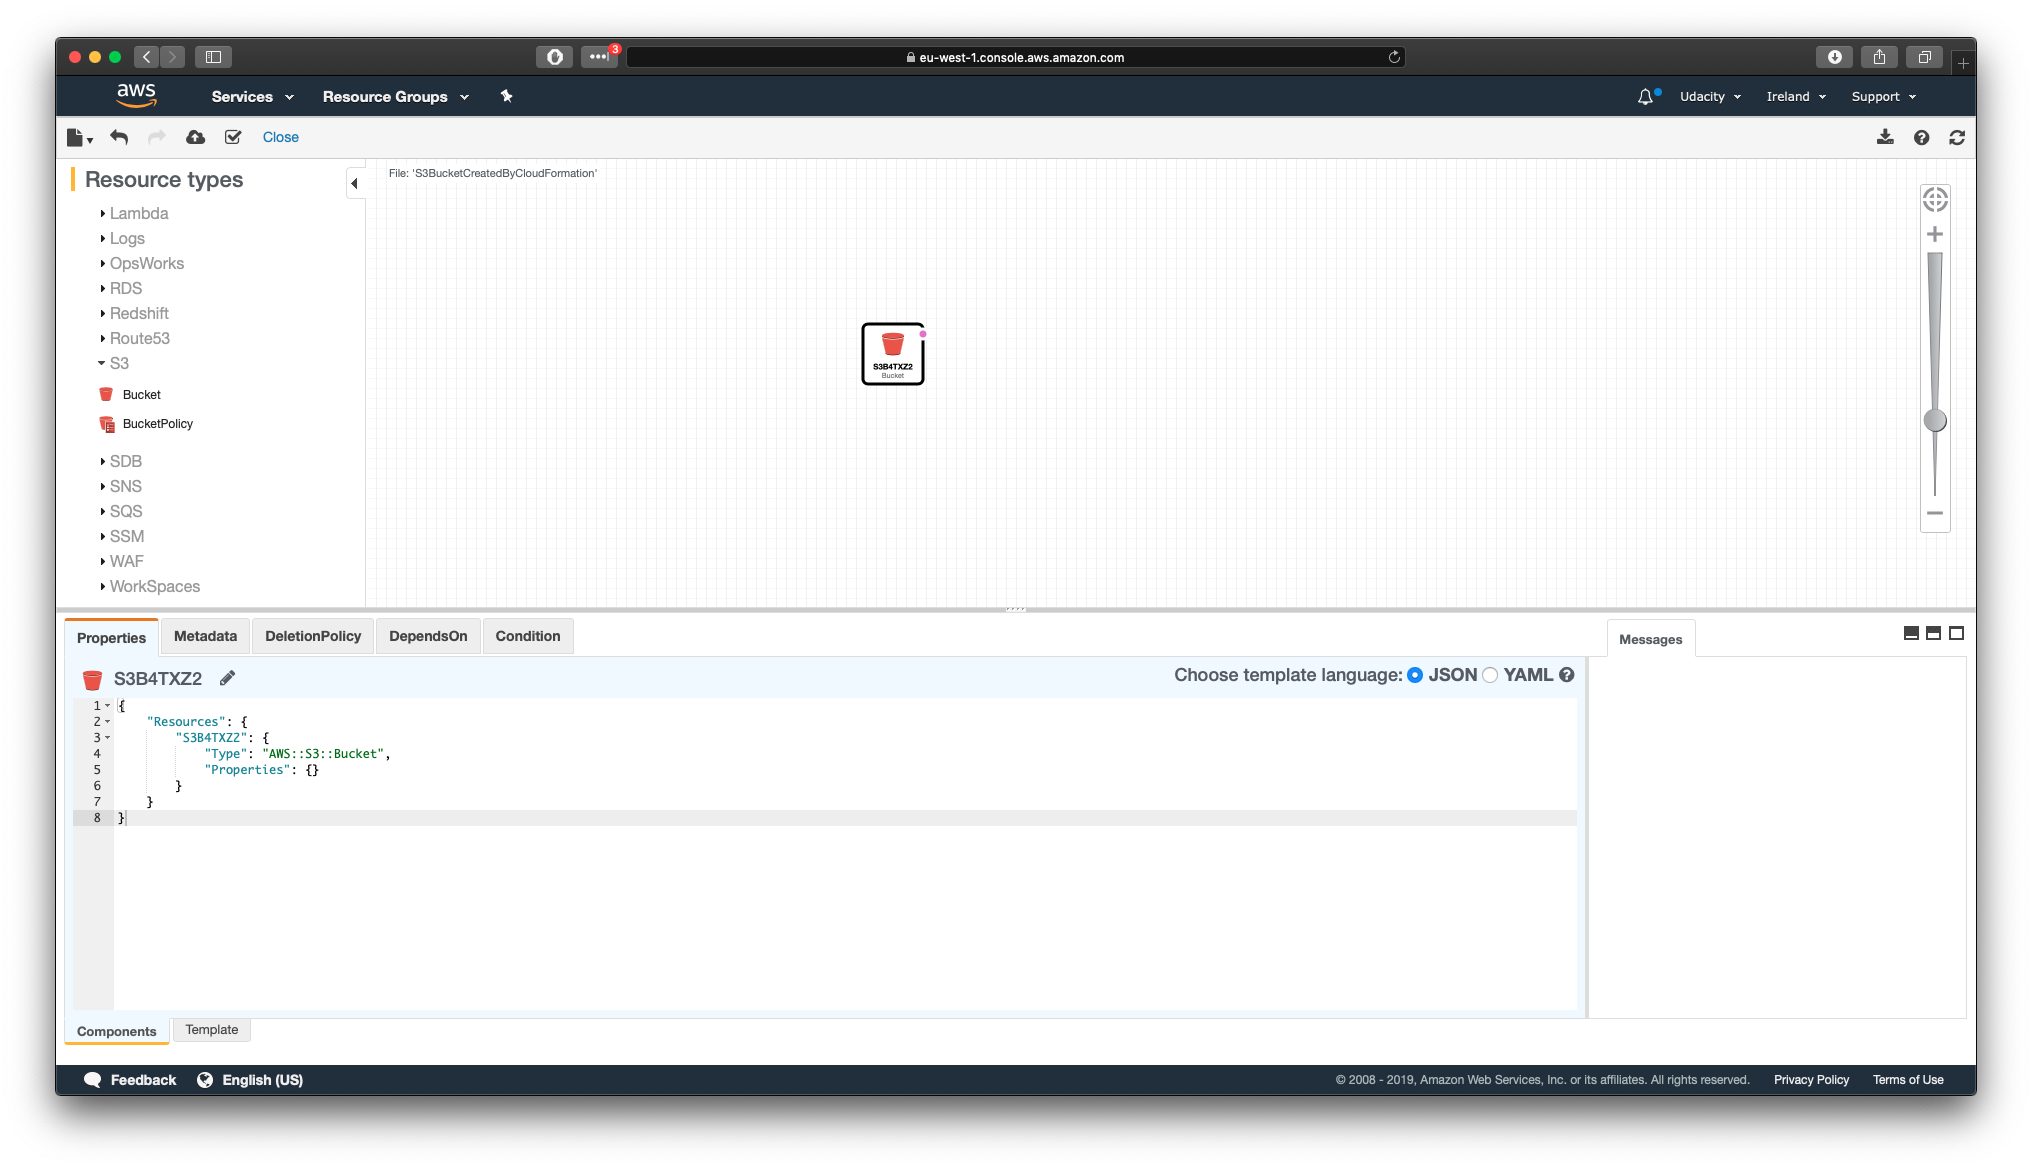 3
eu-west-1.console.aws.amazon.com
aws
Services
Resource Groups
Udacity
Ireland
Support
Close
Resource types
File: 'S3BucketCreatedByCloudFormation'
Lambda
Logs
OpsWorks
RDS
Redshift
Route53
S3
Bucket
BucketPolicy
SDB
SNS
SQS
SSM
WAF
WorkSpaces
S3B4TXZ2
Bucket
Properties
Metadata
DeletionPolicy
DependsOn
Condition
Messages
S3B4TXZ2
Choose template language: JSON YAML
1 {
2 "Resources": {
3 "S3B4TXZ2": {
4 "Type": "AWS::S3::Bucket",
5 "Properties": {}
6 }
7 }
8 }
Components
Template
Feedback
English (US)
© 2008 - 2019, Amazon Web Services, Inc. or its affiliates. All rights reserved.
Privacy Policy
Terms of Use